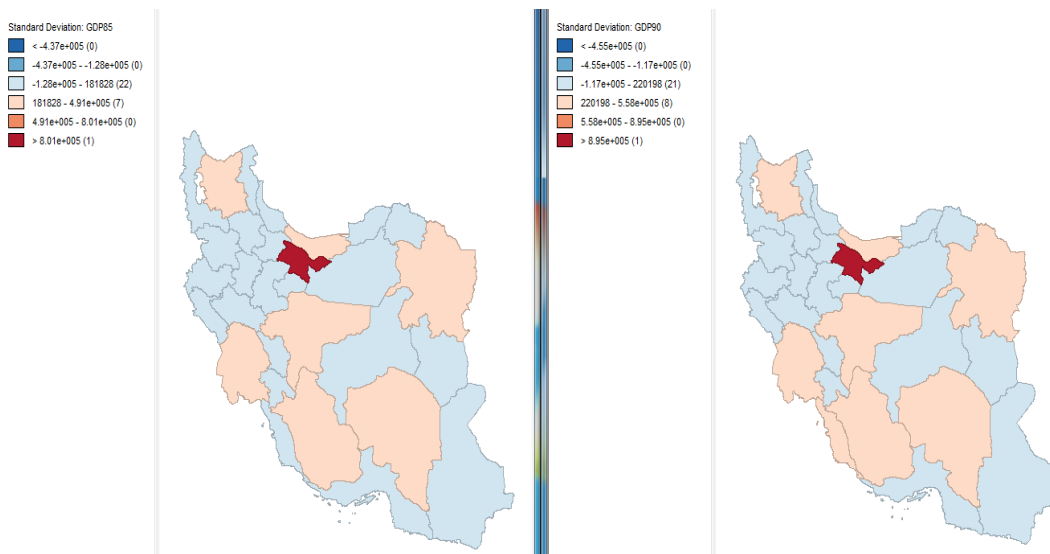 Standard Deviation: GDP85
< -4.37e+005 (0)
-4.37e+005 - -1.28e+005 (0)
-1.28e+005 - 181828 (22)
181828 - 4.91e+005 (7)
4.91e+005 - 8.01e+005 (0)
> 8.01e+005 (1)
Standard Deviation: GDP90
< -4.55e+005 (0)
-4.55e+005 - -1.17e+005 (0)
-1.17e+005 - 220198 (21)
220198 - 5.58e+005 (8)
5.58e+005 - 8.95e+005 (0)
> 8.95e+005 (1)